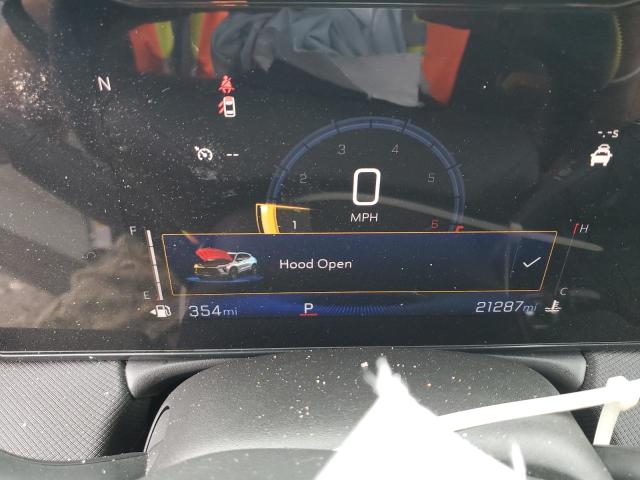 N
-.-s
--
3 4
2 5
0
1 6
MPH
F H
Hood Open
E C
354mi P 21287mi